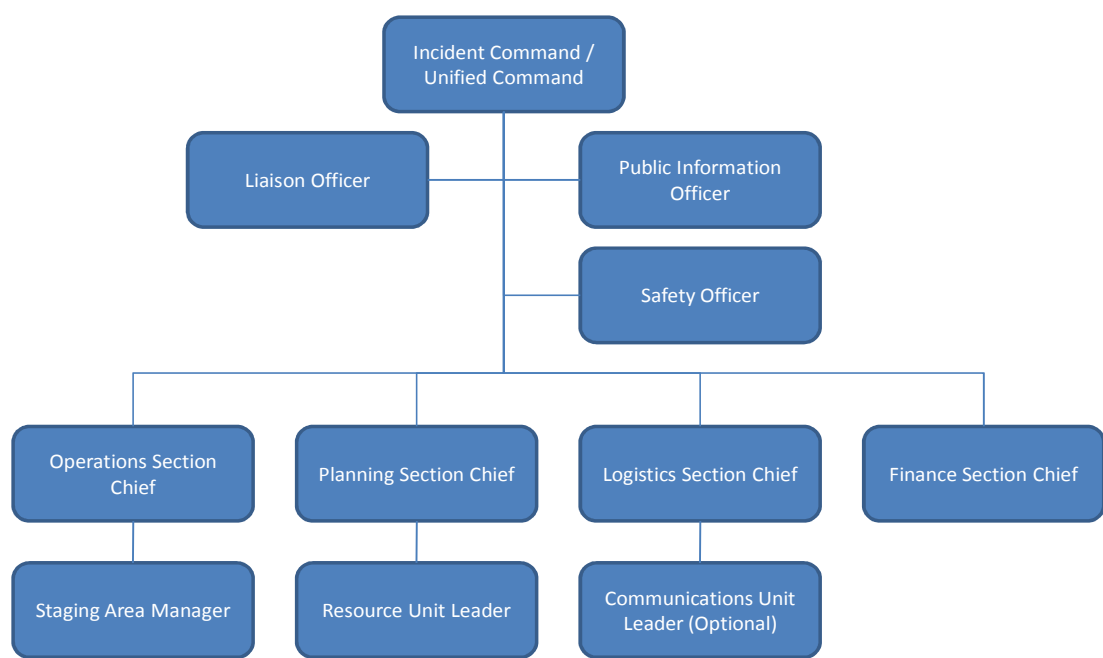 Incident Command /
Unified Command
Liaison Officer
Public Information
Officer
Safety Officer
Operations Section
Chief
Planning Section Chief
Logistics Section Chief
Finance Section Chief
Staging Area Manager
Resource Unit Leader
Communications Unit
Leader (Optional)